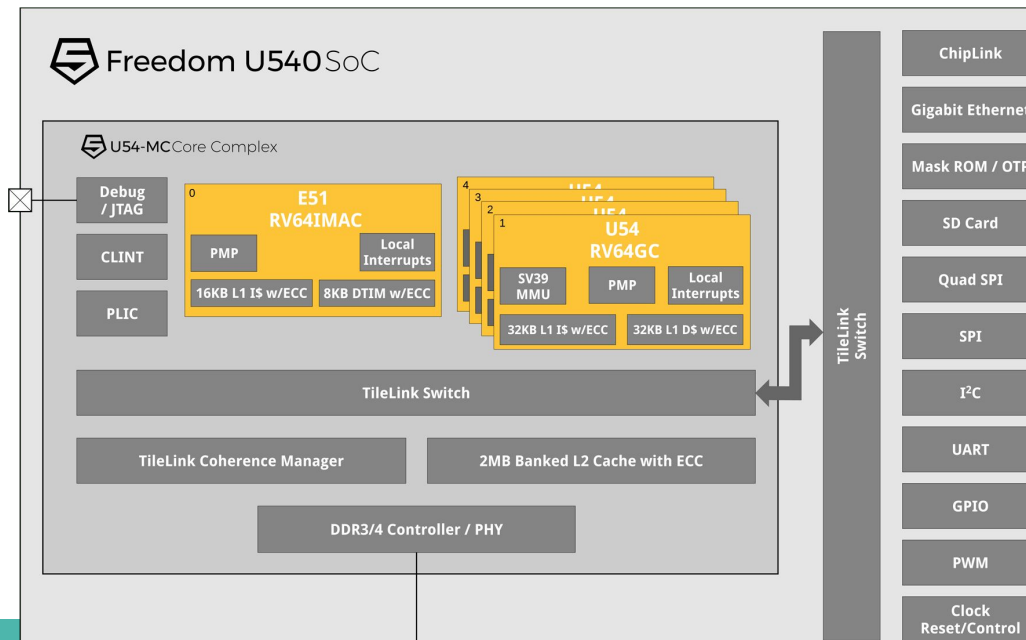 Freedom U540 SoC
U54-MC Core Complex
Debug
/ JTAG
CLINT
PLIC
0
E51
RV64IMAC
PMP
Local
Interrupts
16KB L1 I$ w/ECC
8KB DTIM w/ECC
4
U54
3
U54
2
U54
1
U54
RV64GC
SV39
MMU
PMP
Local
Interrupts
32KB L1 I$ w/ECC
32KB L1 D$ w/ECC
TileLink Switch
TileLink Coherence Manager
2MB Banked L2 Cache with ECC
DDR3/4 Controller / PHY
TileLink
Switch
ChipLink
Gigabit Ethernet
Mask ROM / OTP
SD Card
Quad SPI
SPI
I²C
UART
GPIO
PWM
Clock
Reset/Control